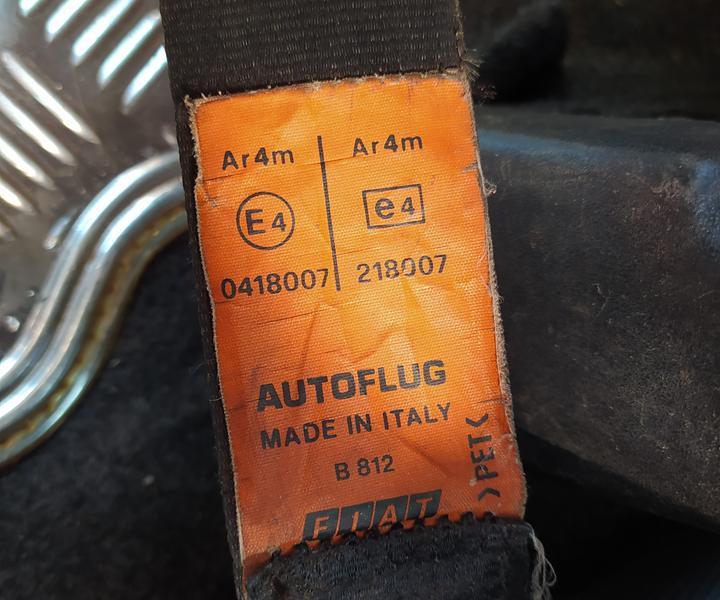 Ar4m Ar4m
E4 e4
0418007 218007
AUTOFLUG
MADE IN ITALY
B 812
>PET<
FIAT